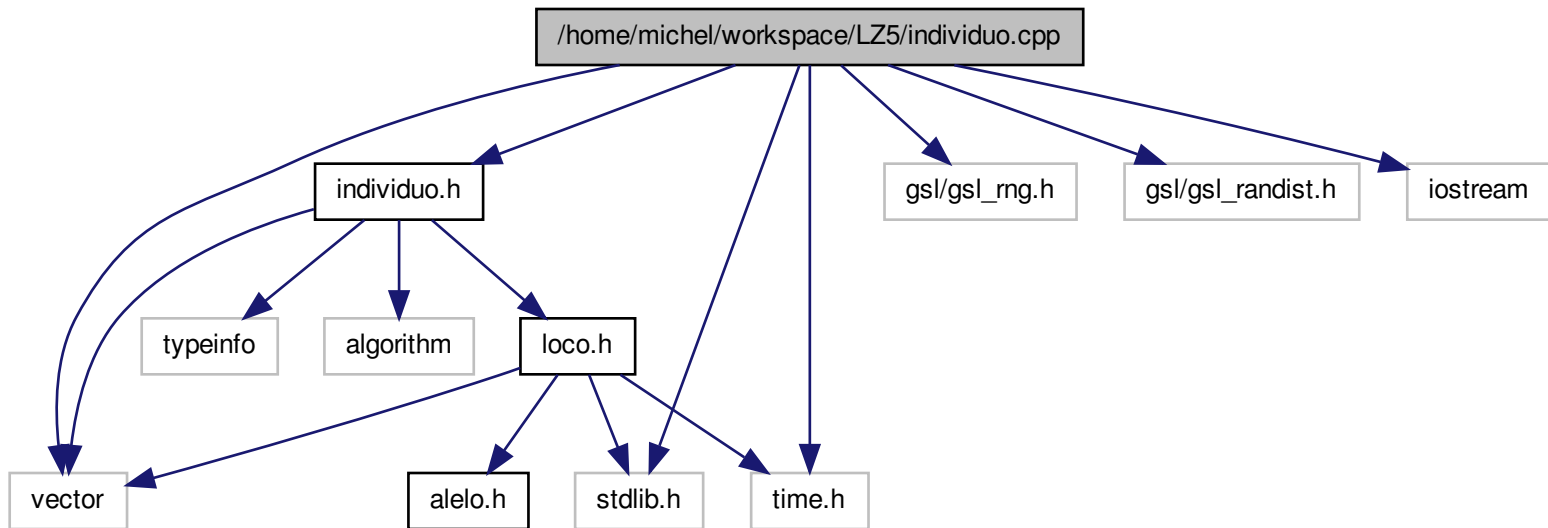 /home/michel/workspace/LZ5/individuo.cpp
individuo.h
gsl/gsl_rng.h
gsl/gsl_randist.h
iostream
typeinfo
algorithm
loco.h
vector
alelo.h
stdlib.h
time.h